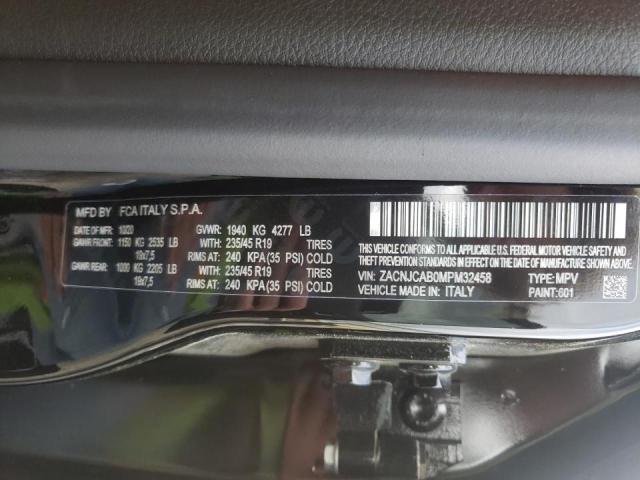 MFD BY FCA ITALY S.P.A.
DATE OF MFR 10/20 GVWR: 1940 KG 4277 LB
GAWR FRONT: 1150 KG 2535 LB WITH: 235/45 R19 TIRES
19x7,5 RIMS AT: 240 KPA(35 PSI) COLD
GAWR REAR: 1000 KG 2205 LB WITH: 235/45 R19 TIRES
19x7,5 RIMS AT: 240 KPA(35 PSI) COLD
THIS VEHICLE CONFORMS TO ALL APPLICABLE
U.S.A. FEDERAL MOTOR VEHICLE SAFETY
BUMPER AND THEFT PREVENTION STANDARDS
IN EFFECT ON THE DATE OF MANUFACTURE SHOWN ABOVE
VIN: ZACNJCAB0MPM32458 TYPE:MPV
VEHICLE MADE IN: ITALY PAINT:601